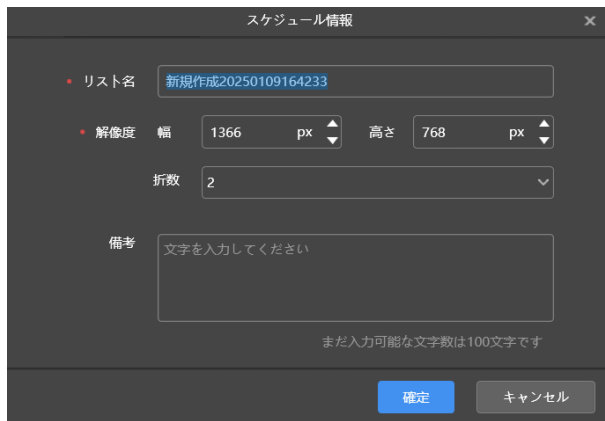 スケジュール情報
• リスト名 新規作成20250109164233
• 解像度 幅 1366 px 高さ 768 px
折数 2
備考 文字を入力してください
まだ入力可能な文字数は100文字です
確定 キャンセル